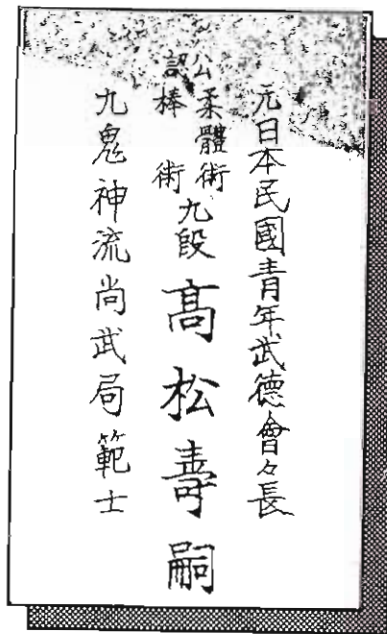 元日本民國青年武德會々長
公認 柔體術 棒術 九段 髙松壽嗣
九鬼神流尚武局範士